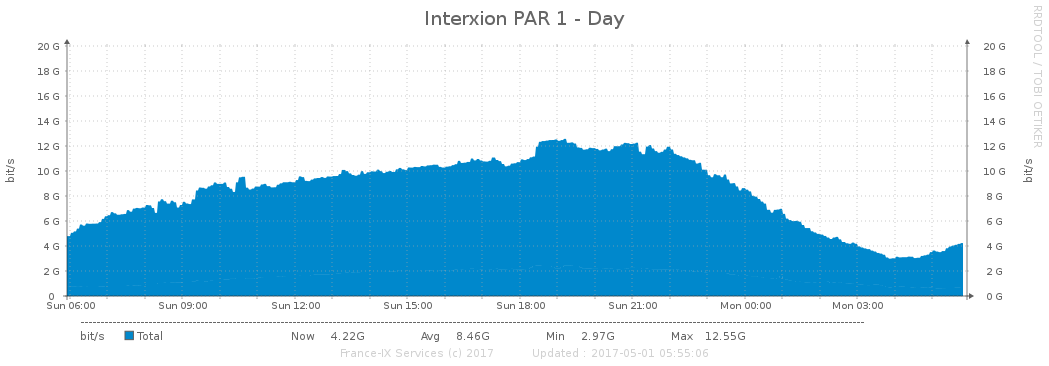 Interxion PAR 1 - Day
RRDTOOL / TOBI OETIKER
20 G 20 G
18 G 18 G
16 G 16 G
14 G 14 G
12 G 12 G
10 G 10 G
8 G 8 G
6 G 6 G
4 G 4 G
2 G 2 G
0 0 G
bit/s bit/s
Sun 06:00 Sun 09:00 Sun 12:00 Sun 15:00 Sun 18:00 Sun 21:00 Mon 00:00 Mon 03:00
bit/s Total Now 4.22G Avg 8.46G Min 2.97G Max 12.55G
France-IX Services (c) 2017 Updated : 2017-05-01 05:55:06